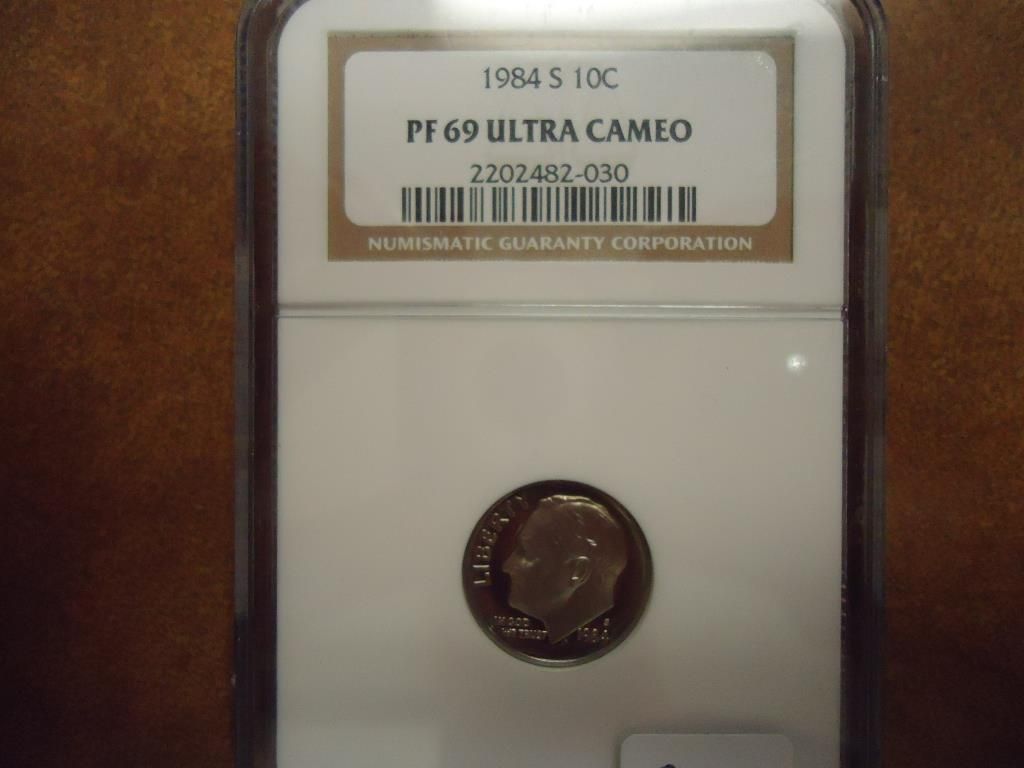 1984 S 10C
PF 69 ULTRA CAMEO
2202482-030
NUMISMATIC GUARANTY CORPORATION
LIBERTY
IN GOD
WE TRUST
S
1984